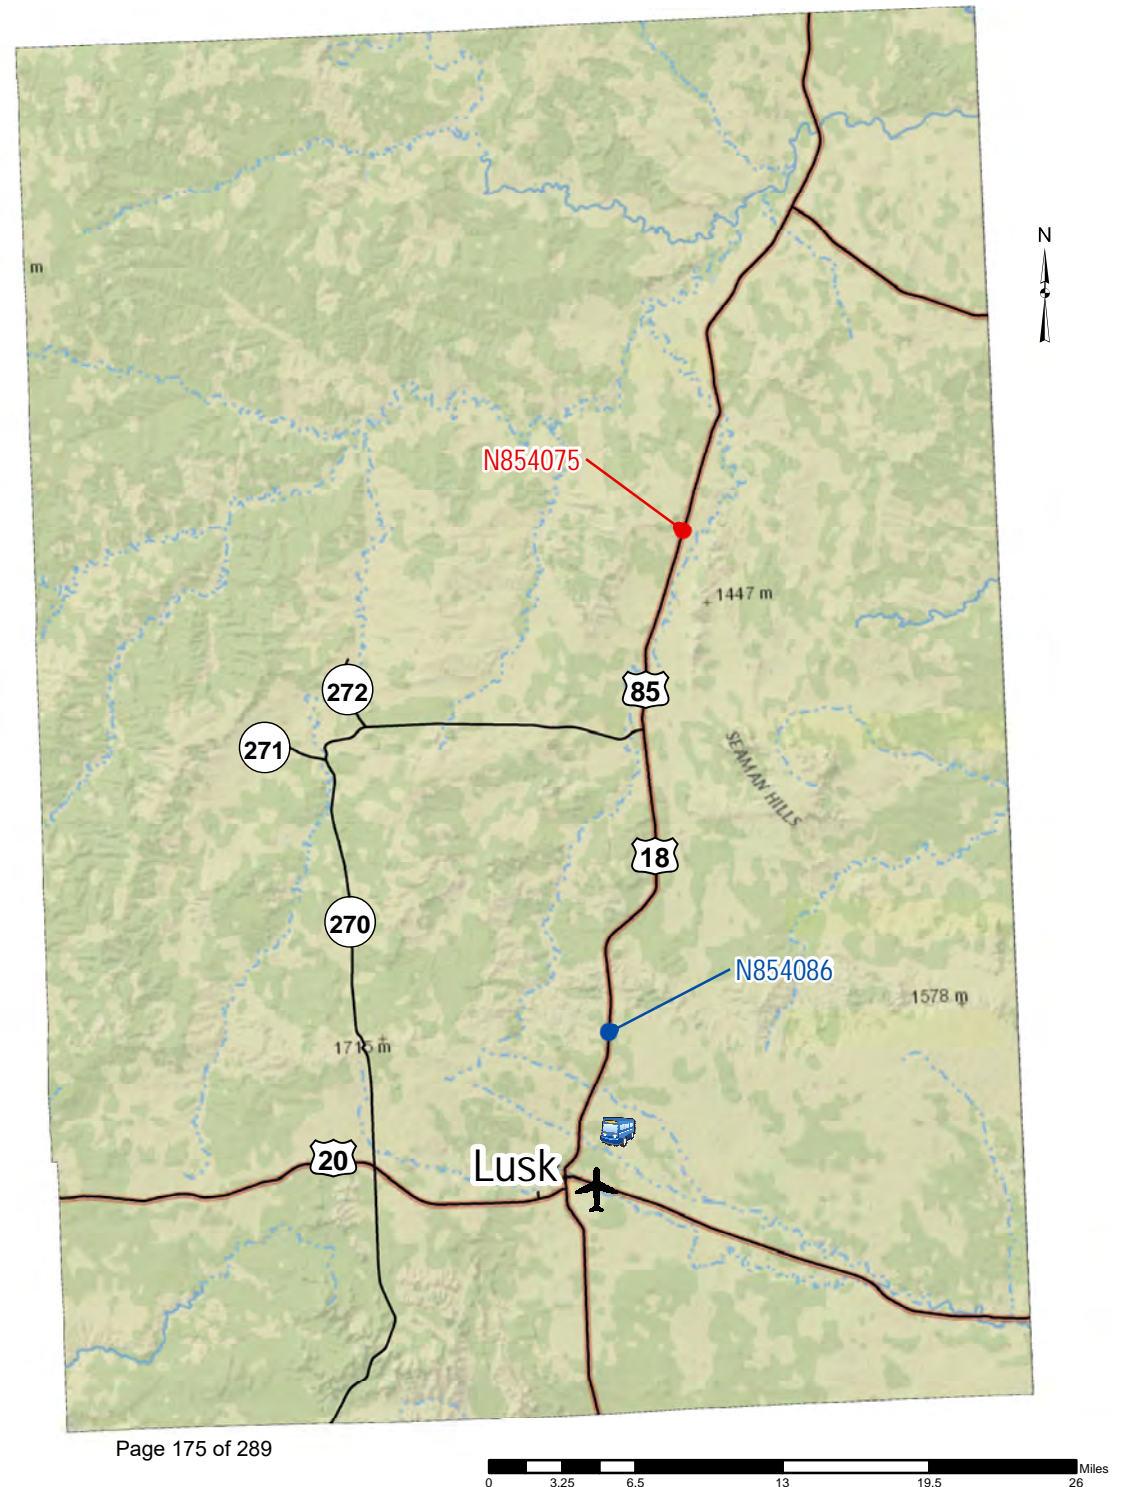 m
N
N854075
1447 m
272
85
271
SEAMAN HILLS
18
270
N854086
1578 m
1715 m
20
Lusk
Page 175 of 289
Miles
0 3.25 6.5 13 19.5 26